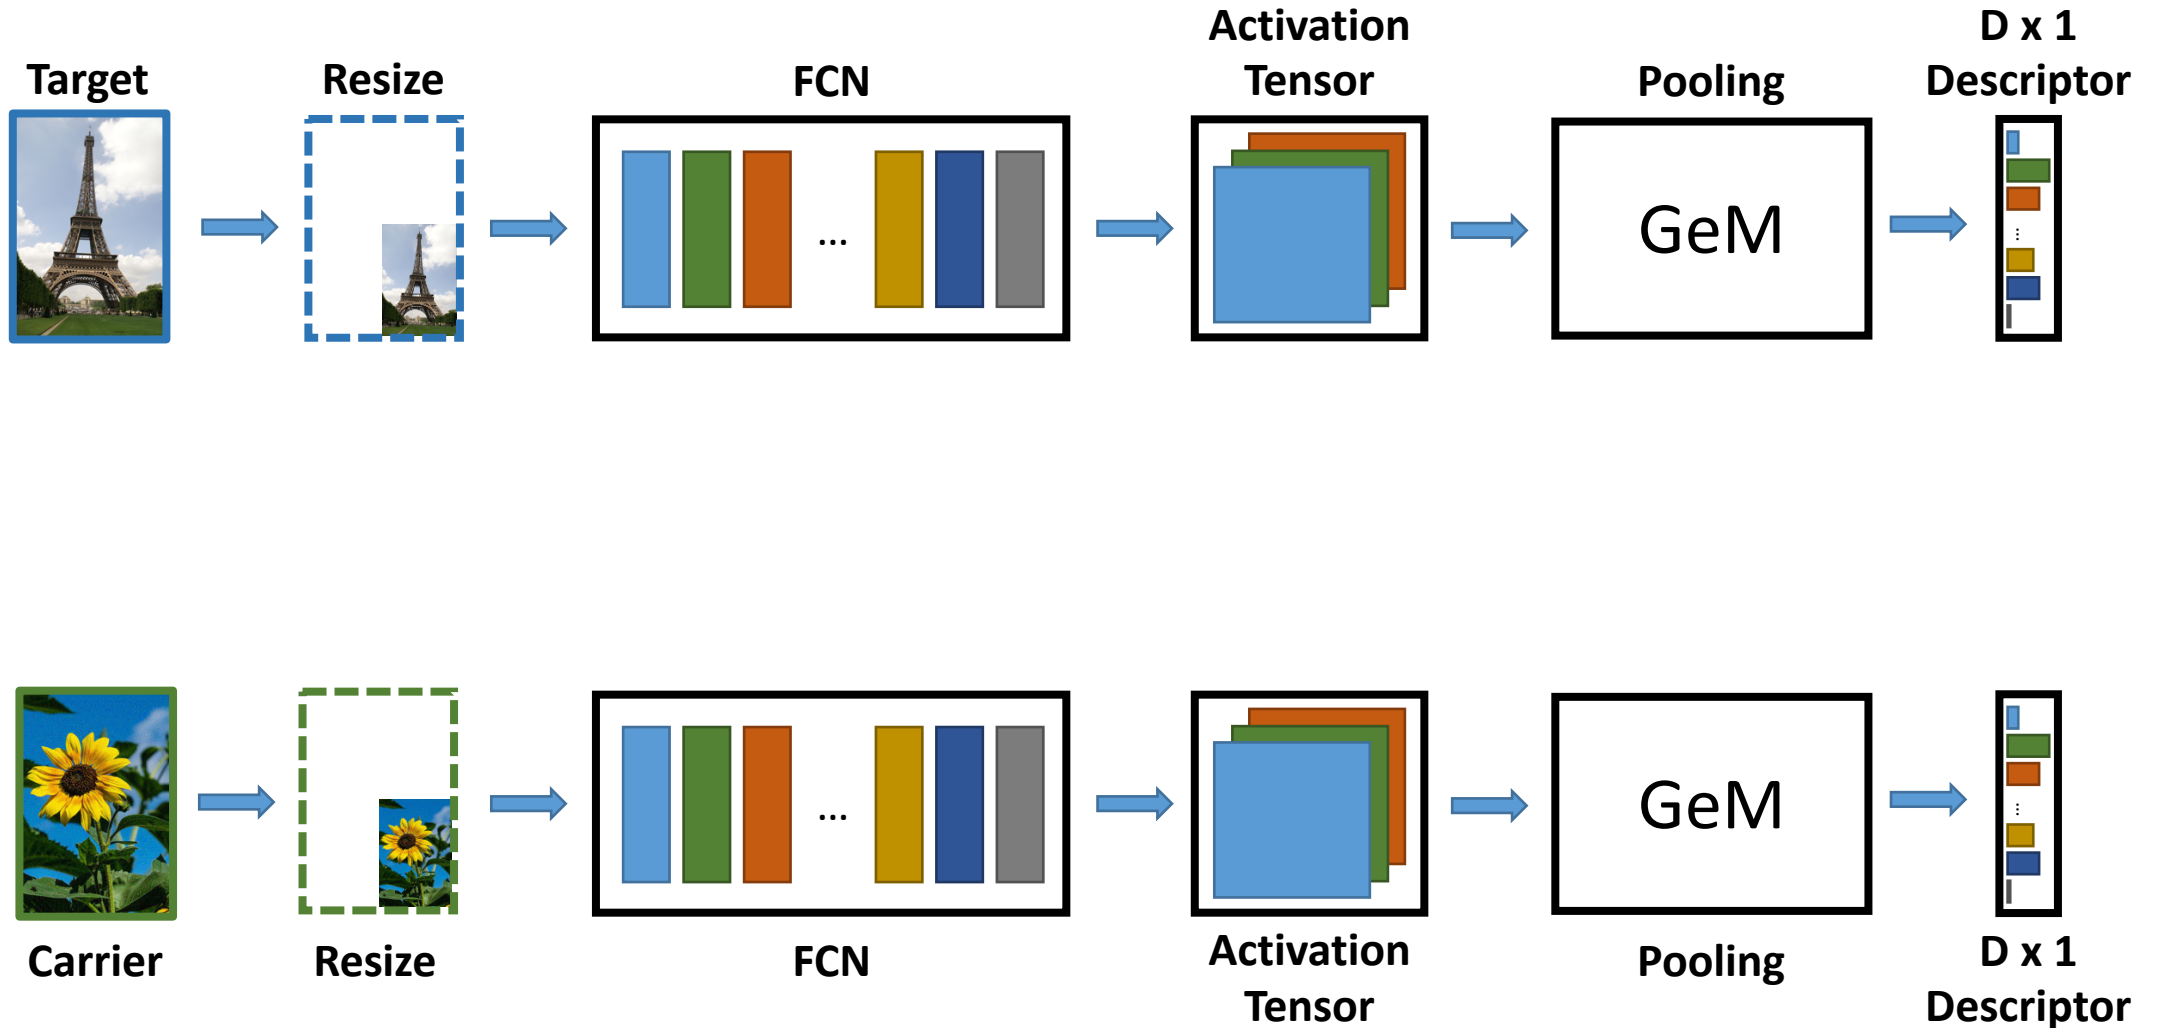 Target
Resize
FCN
Activation
Tensor
Pooling
D x 1
Descriptor
...
GeM
...
...
GeM
...
Carrier
Resize
FCN
Activation
Tensor
Pooling
D x 1
Descriptor